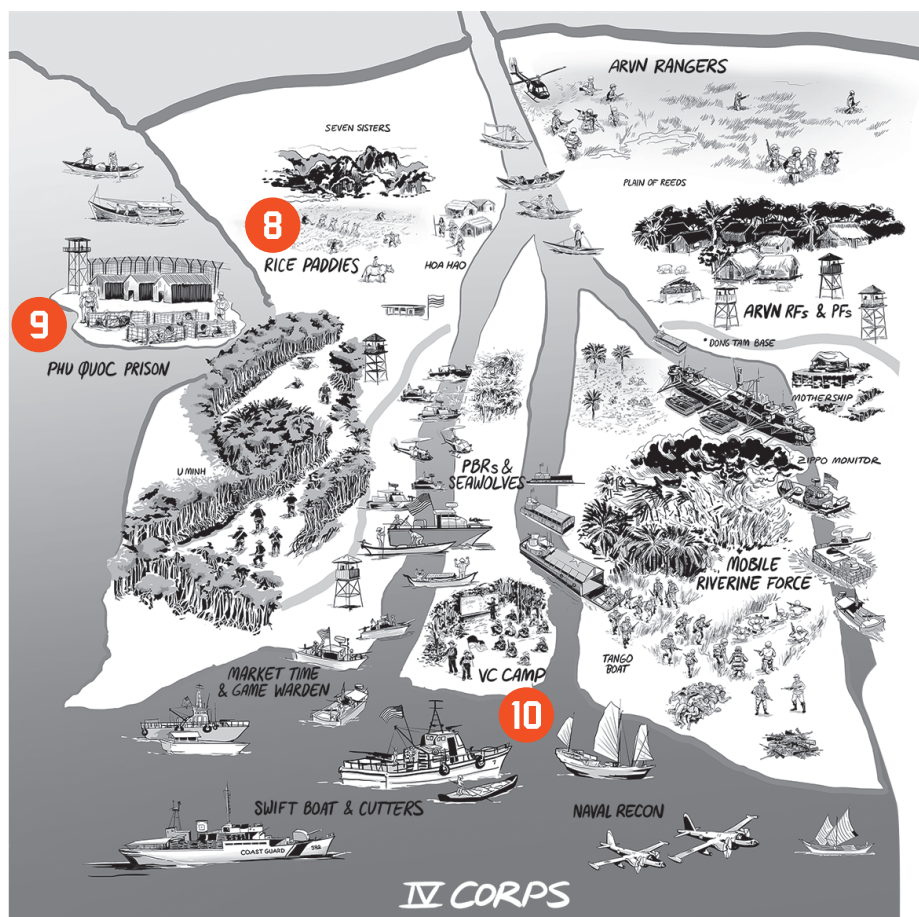 ARVN RANGERS
SEVEN SISTERS
PLAIN OF REEDS
8
RICE PADDIES
HOA HAO
9
ARVN RFs & PFs
* DONG TAM BASE
PHU QUOC PRISON
MOTHERSHIP
U MINH
PBRs &
SEAWOLVES
ZIPPO MONITOR
MOBILE
RIVERINE FORCE
TANGO
BOAT
MARKET TIME
& GAME WARDEN
VC CAMP
10
SWIFT BOAT & CUTTERS
NAVAL RECON
COAST GUARD
IV CORPS